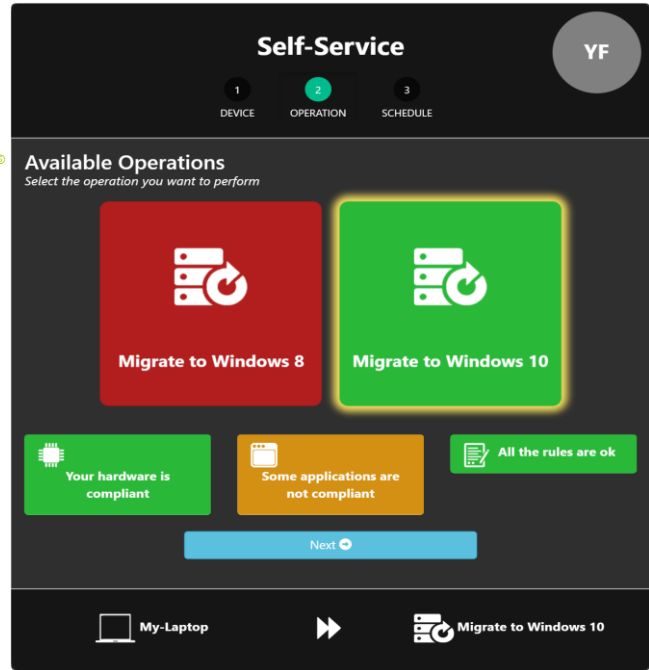 Self-Service
YF
1
2
3
DEVICE
OPERATION
SCHEDULE
Available Operations
Select the operation you want to perform
Migrate to Windows 8
Migrate to Windows 10
Your hardware is
compliant
Some applications are
not compliant
All the rules are ok
Next
My-Laptop
Migrate to Windows 10